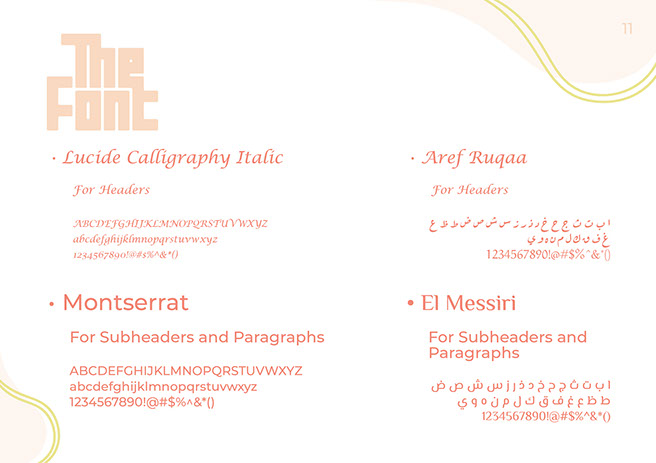 11
The
Font
• Lucide Calligraphy Italic
For Headers
ABCDEFGHIJKLMNOPQRSTUVWXYZ
abcdefghijklmnopqrstuvwxyz
1234567890!@#$%^&*()
• Aref Ruqaa
For Headers
ا ب ت ث ج ح خ د ذ ر ز س ش ص ض ط ظ ع
غ ف ق ك ل م ن ه و ي
1234567890!@#$%^&*()
• Montserrat
For Subheaders and Paragraphs
ABCDEFGHIJKLMNOPQRSTUVWXYZ
abcdefghijklmnopqrstuvwxyz
1234567890!@#$%^&*()
• El Messiri
For Subheaders and
Paragraphs
ا ب ت ث ج ح خ د ذ ر ز س ش ص ض
ط ظ ع غ ف ق ك ل م ن ه و ي
1234567890!@#$%^&*()